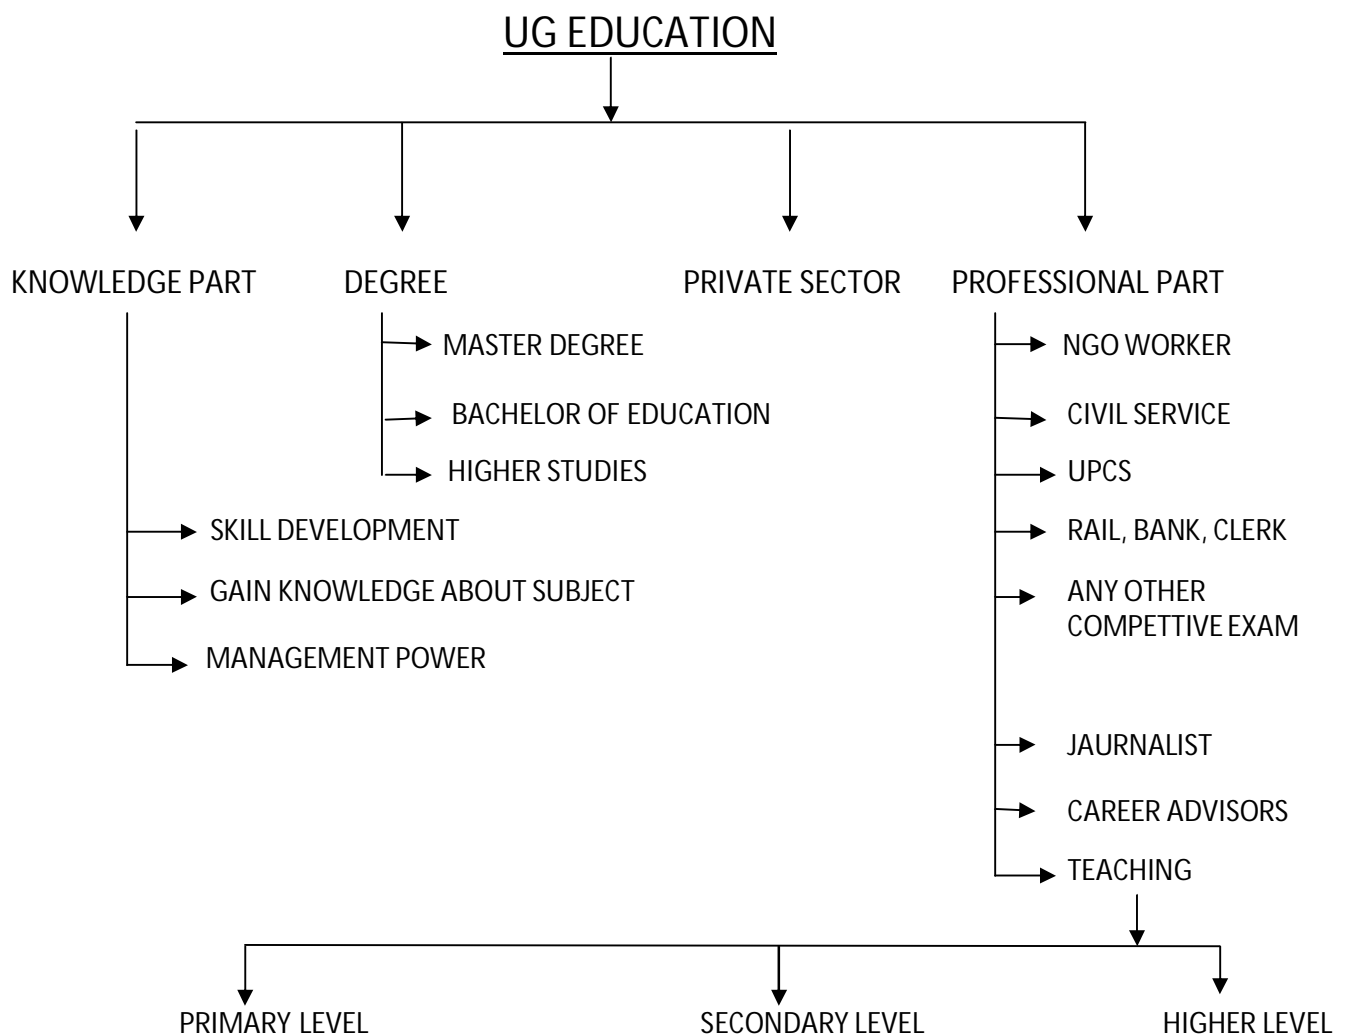 UG EDUCATION
KNOWLEDGE PART
DEGREE
PRIVATE SECTOR
PROFESSIONAL PART
MASTER DEGREE
BACHELOR OF EDUCATION
HIGHER STUDIES
SKILL DEVELOPMENT
GAIN KNOWLEDGE ABOUT SUBJECT
MANAGEMENT POWER
NGO WORKER
CIVIL SERVICE
UPCS
RAIL, BANK, CLERK
ANY OTHER
COMPETTIVE EXAM
JAURNALIST
CAREER ADVISORS
TEACHING
PRIMARY LEVEL
SECONDARY LEVEL
HIGHER LEVEL